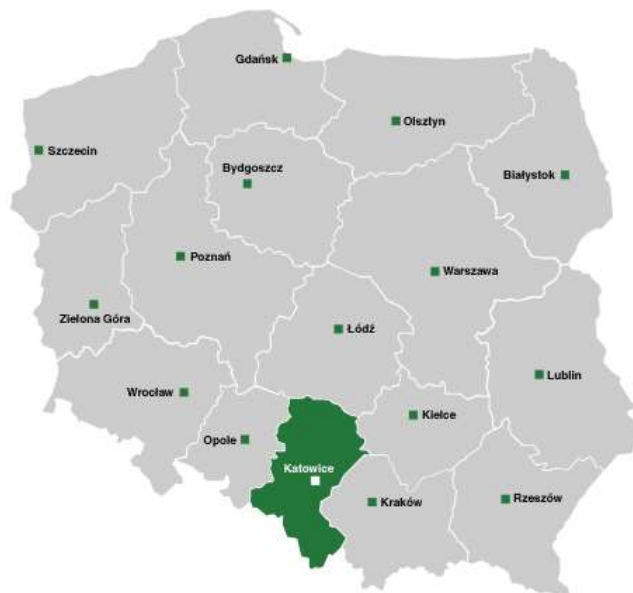 Gdańsk
Olsztyn
Szczecin
Bydgoszcz
Białystok
Poznań
Warszawa
Zielona Góra
Łódź
Lublin
Wrocław
Kielce
Opole
Katowice
Kraków
Rzeszów